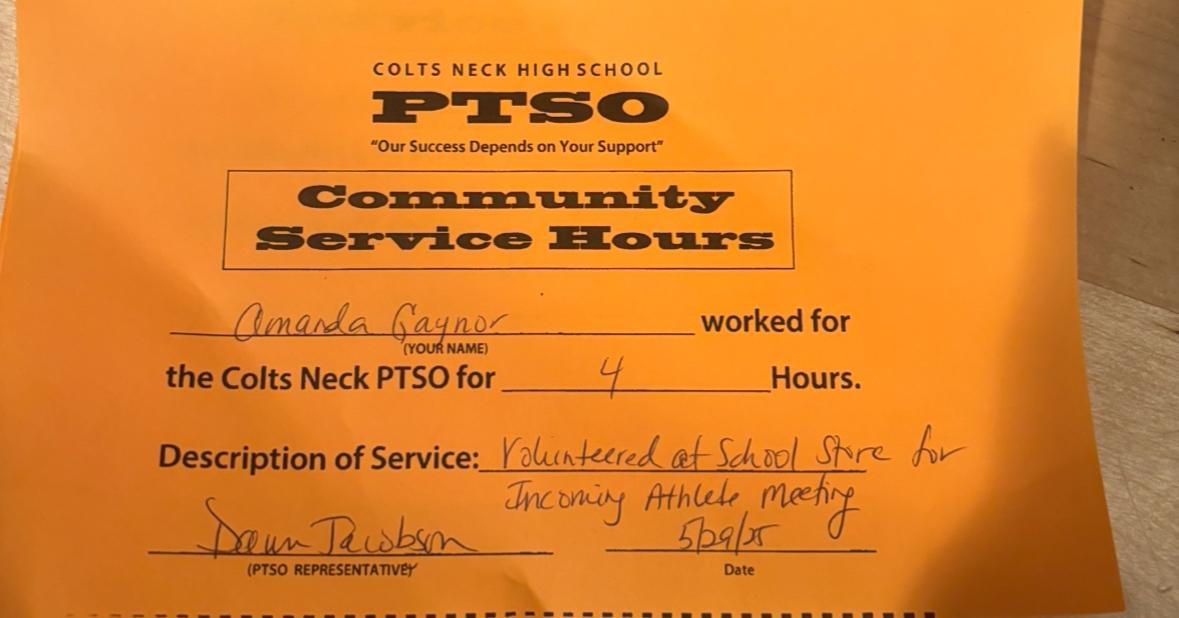 COLTS NECK HIGH SCHOOL
PTSO
"Our Success Depends on Your Support"
Community
Service Hours
Amanda Gaynor worked for
(YOUR NAME)
the Colts Neck PTSO for 4 Hours.
Description of Service: Volunteered at School Store for
Incoming Athlete Meeting
Dawn Jacobson 5/29/25
(PTSO REPRESENTATIVE) Date